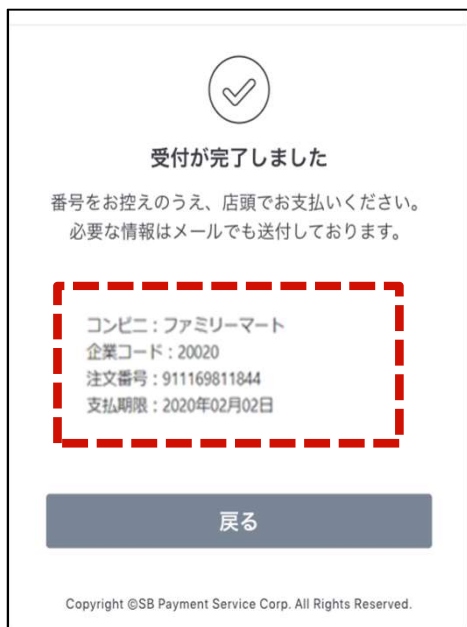 受付が完了しました
番号をお控えのうえ、店頭でお支払いください。
必要な情報はメールでも送付しております。
コンビニ：ファミリーマート
企業コード：20020
注文番号：911169811844
支払期限：2020年02月02日
戻る
Copyright ©SB Payment Service Corp. All Rights Reserved.